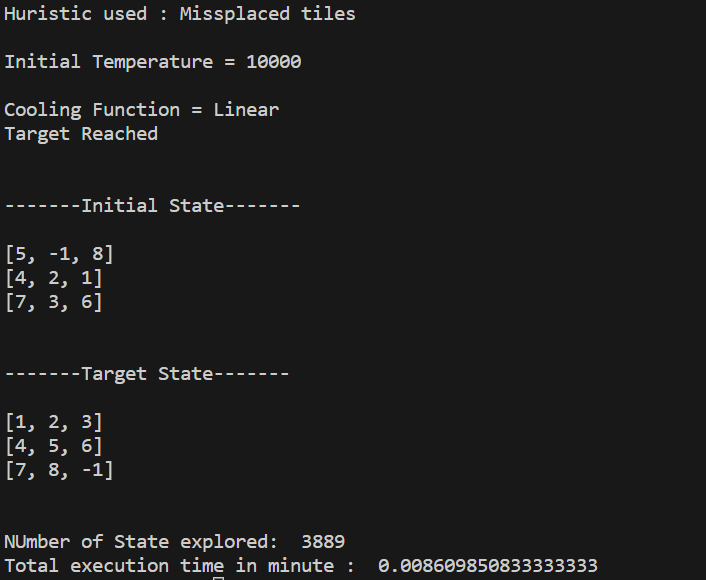 Huristic used : Missplaced tiles
Initial Temperature = 10000
Cooling Function = Linear
Target Reached
-------Initial State-------
[5, -1, 8]
[4, 2, 1]
[7, 3, 6]
-------Target State-------
[1, 2, 3]
[4, 5, 6]
[7, 8, -1]
NUmber of State explored:  3889
Total execution time in minute :  0.008609850833333333